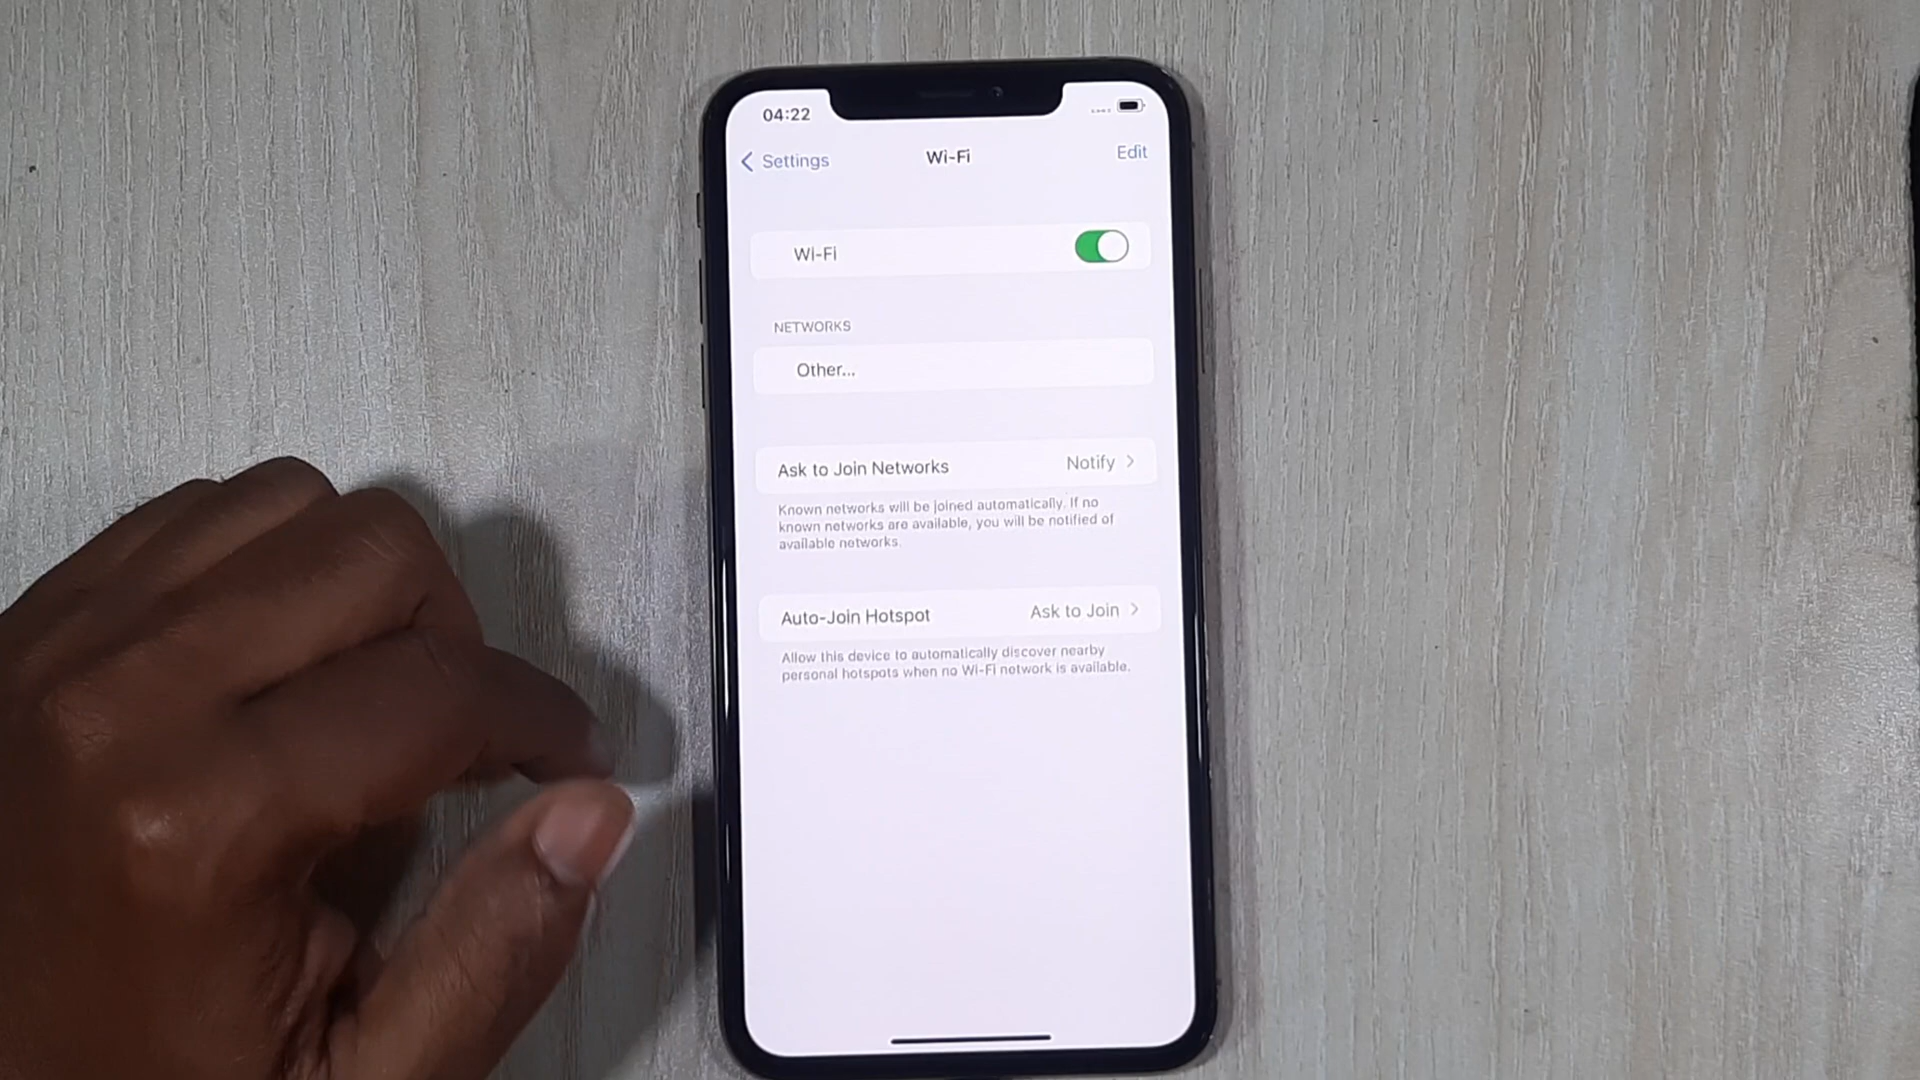 04:22
Settings
Wi-Fi
Edit
Wi-Fi
NETWORKS
Other...
Ask to Join Networks
Notify
Known networks will be joined automatically. If no
known networks are available, you will be notified of
available networks.
Auto-Join Hotspot
Ask to Join
Allow this device to automatically discover nearby
personal hotspots when no Wi-Fi network is available.